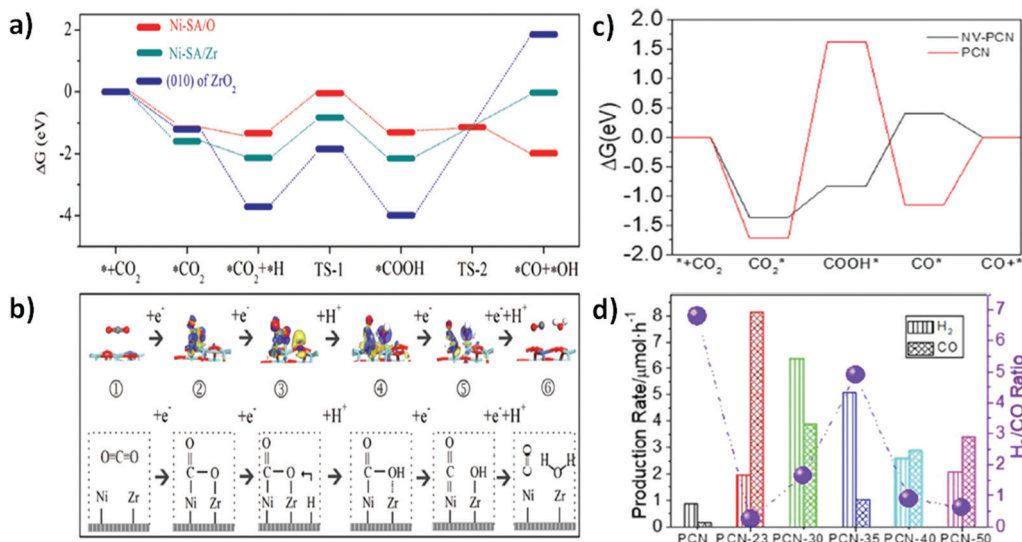 a)
2
0
-2
-4
ΔG (eV)
Ni-SA/O
Ni-SA/Zr
(010) of ZrO₂
*+CO₂ *CO₂ *CO₂+*H TS-1 *COOH TS-2 *CO+*OH
b)
+e⁻ +e⁻ +H⁺ +e⁻ +e⁻+H⁺
① ② ③ ④ ⑤ ⑥
+e⁻ +e⁻ +H⁺ +e⁻ +e⁻+H⁺
O O O O
O=C=O C—O C—O C—OH C OH H H
O
Ni Zr Ni Zr Ni Zr H Ni Zr Ni Zr Ni Zr
c)
2.0
1.5
1.0
0.5
0.0
-0.5
-1.0
-1.5
-2.0
ΔG(eV)
NV-PCN
PCN
*+CO₂ CO₂* COOH* CO* CO+*
d)
8
7
6
5
4
3
2
1
0
Production Rate/μmol·h⁻¹
H₂
CO
7
6
5
4
3
2
1
0
H₂/CO Ratio
PCN PCN-23 PCN-30 PCN-35 PCN-40 PCN-50